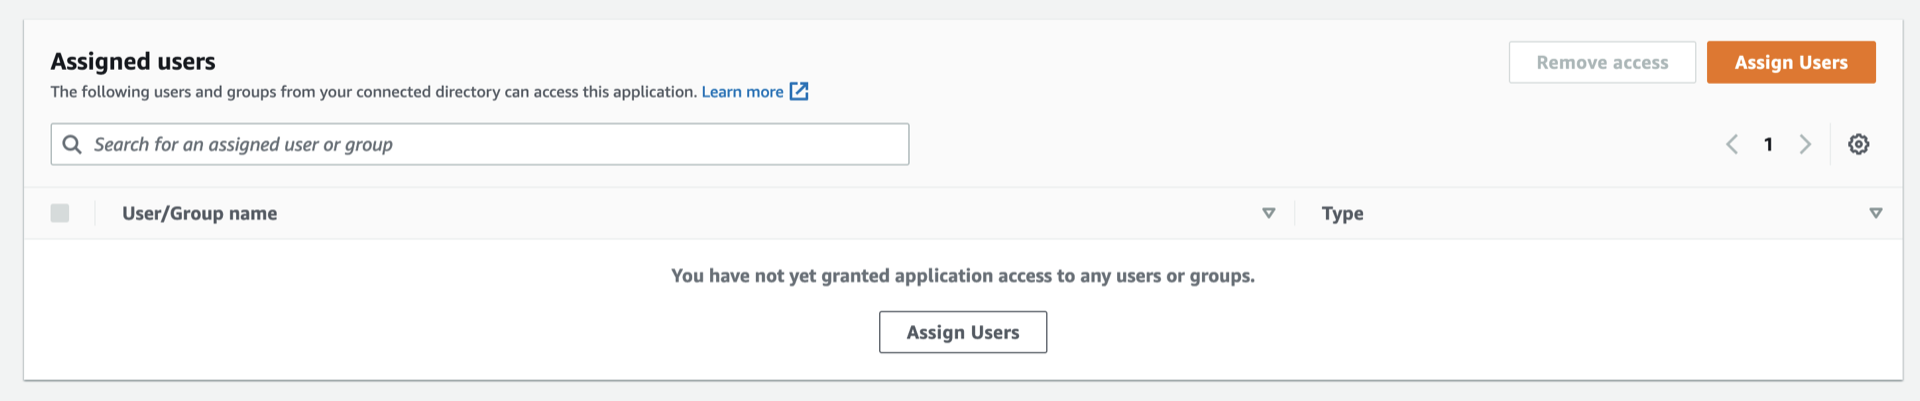 Assigned users
Remove access
Assign Users
The following users and groups from your connected directory can access this application. Learn more
Search for an assigned user or group
1
User/Group name
Type
You have not yet granted application access to any users or groups.
Assign Users